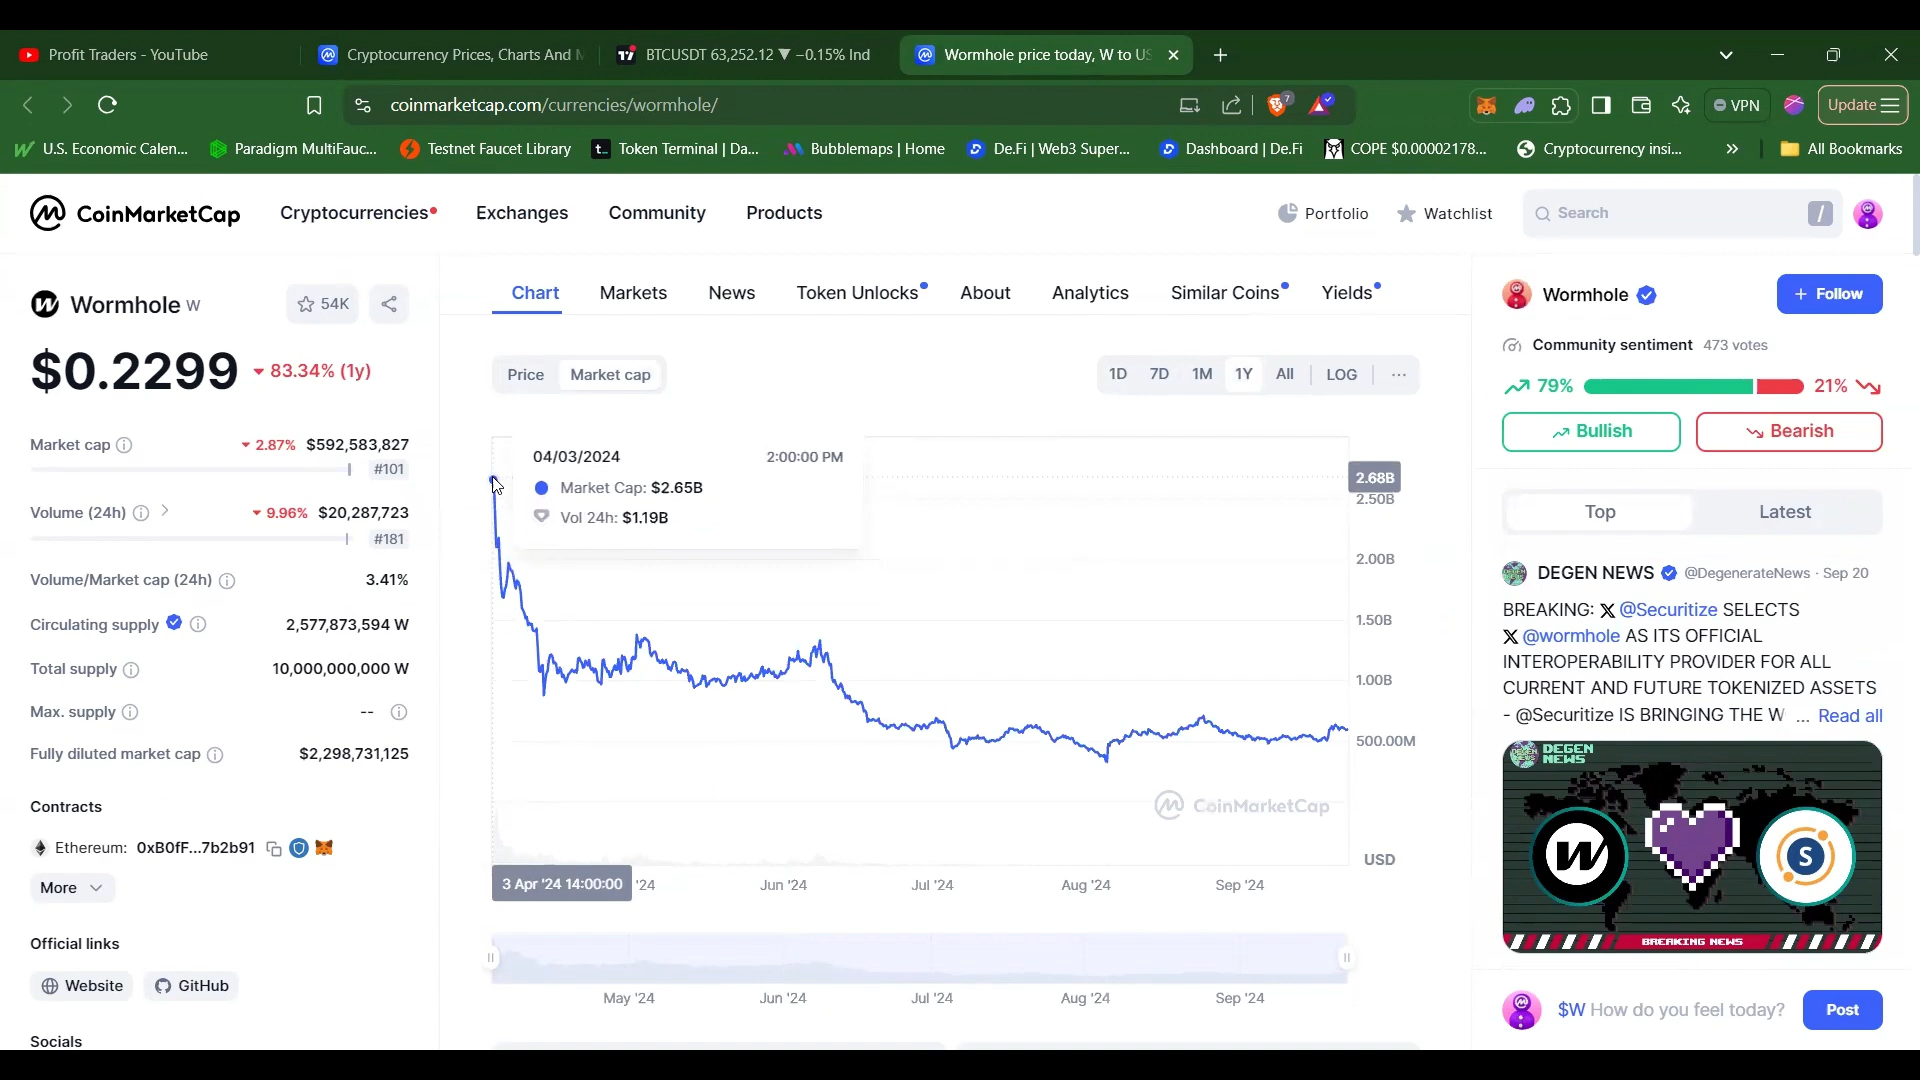 Profit Traders - YouTube
Cryptocurrency Prices, Charts And M
BTCUSDT 63,252.12 ▼ −0.15% Ind
Wormhole price today, W to US
coinmarketcap.com/currencies/wormhole/
7
VPN
Update
U.S. Economic Calen...
Paradigm MultiFauc...
Testnet Faucet Library
Token Terminal | Da...
Bubblemaps | Home
De.Fi | Web3 Super...
Dashboard | De.Fi
COPE $0.00002178...
Cryptocurrency insi...
»
All Bookmarks
CoinMarketCap
Cryptocurrencies
Exchanges
Community
Products
Portfolio
Watchlist
Search
/
Wormhole W
54K
$0.2299
83.34% (1y)
Market cap
2.87% $592,583,827
#101
Volume (24h)
9.96% $20,287,723
#181
Volume/Market cap (24h)
3.41%
Circulating supply
2,577,873,594 W
Total supply
10,000,000,000 W
Max. supply
--
Fully diluted market cap
$2,298,731,125
Contracts
Ethereum: 0xB0fF...7b2b91
More
Official links
Website
GitHub
Socials
Chart
Markets
News
Token Unlocks
About
Analytics
Similar Coins
Yields
Price
Market cap
1D
7D
1M
1Y
All
LOG
...
04/03/2024
2:00:00 PM
Market Cap: $2.65B
Vol 24h: $1.19B
2.68B
2.50B
2.00B
1.50B
1.00B
500.00M
CoinMarketCap
USD
3 Apr '24 14:00:00
'24
Jun '24
Jul '24
Aug '24
Sep '24
May '24
Jun '24
Jul '24
Aug '24
Sep '24
Wormhole
+ Follow
Community sentiment 473 votes
79%
21%
Bullish
Bearish
Top
Latest
DEGEN NEWS @DegenerateNews · Sep 20
BREAKING: X @Securitize SELECTS
X @wormhole AS ITS OFFICIAL
INTEROPERABILITY PROVIDER FOR ALL
CURRENT AND FUTURE TOKENIZED ASSETS
- @Securitize IS BRINGING THE W ... Read all
DEGEN
NEWS
W
S
BREAKING NEWS
$W How do you feel today?
Post